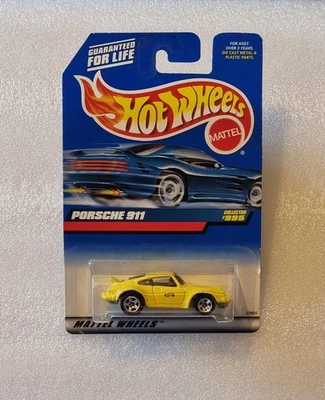 GUARANTEED
FOR LIFE
FOR AGES
OVER 3 YEARS.
DIE CAST METAL &
PLASTIC PARTS.
HOT WHEELS
MATTEL
PORSCHE 911
COLLECTOR
#995
MATTEL WHEELS